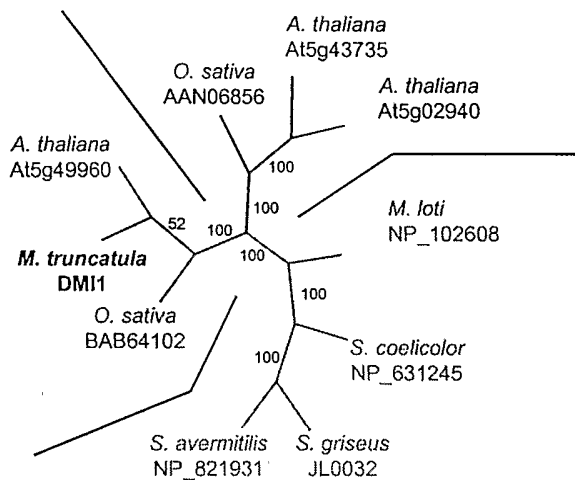 A. thaliana
At5g43735
O. sativa
AAN06856
A. thaliana
At5g02940
A. thaliana
At5g49960
100
100
52
100
100
M. loti
NP_102608
M. truncatula
DMI1
O. sativa
BAB64102
100
100
S. coelicolor
NP_631245
S. avermitilis
NP_821931
S. griseus
JL0032